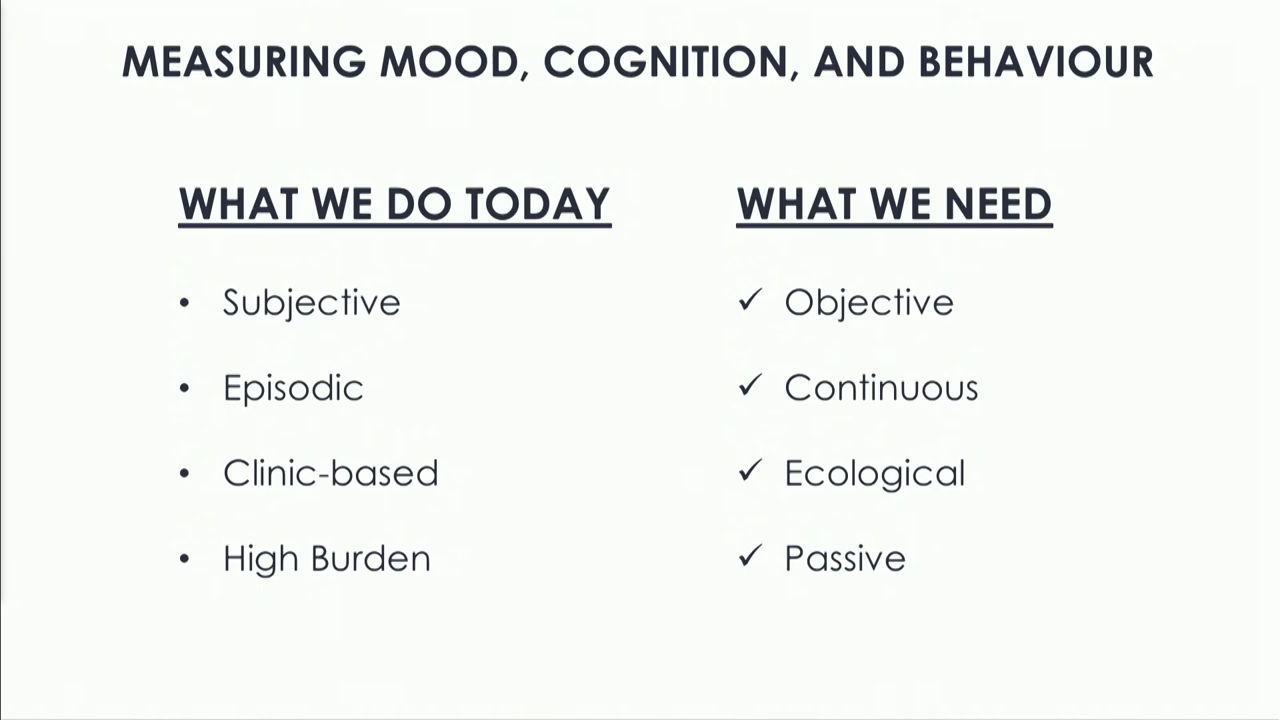 MEASURING MOOD, COGNITION, AND BEHAVIOUR
WHAT WE DO TODAY
• Subjective
• Episodic
• Clinic-based
• High Burden
WHAT WE NEED
✓ Objective
✓ Continuous
✓ Ecological
✓ Passive